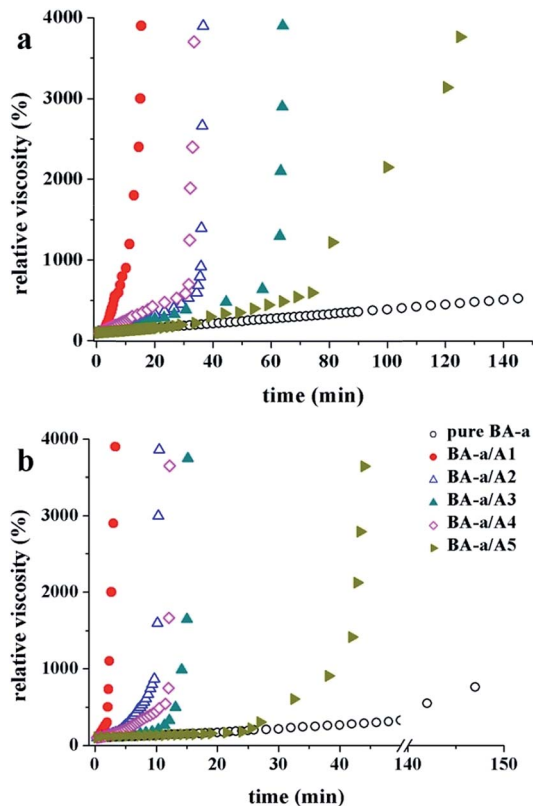 a
4000
3000
2000
1000
0
relative viscosity (%)
0 20 40 60 80 100 120 140
time (min)
b
4000
3000
2000
1000
0
relative viscosity (%)
pure BA-a
BA-a/A1
BA-a/A2
BA-a/A3
BA-a/A4
BA-a/A5
0 10 20 30 40 140 150
time (min)